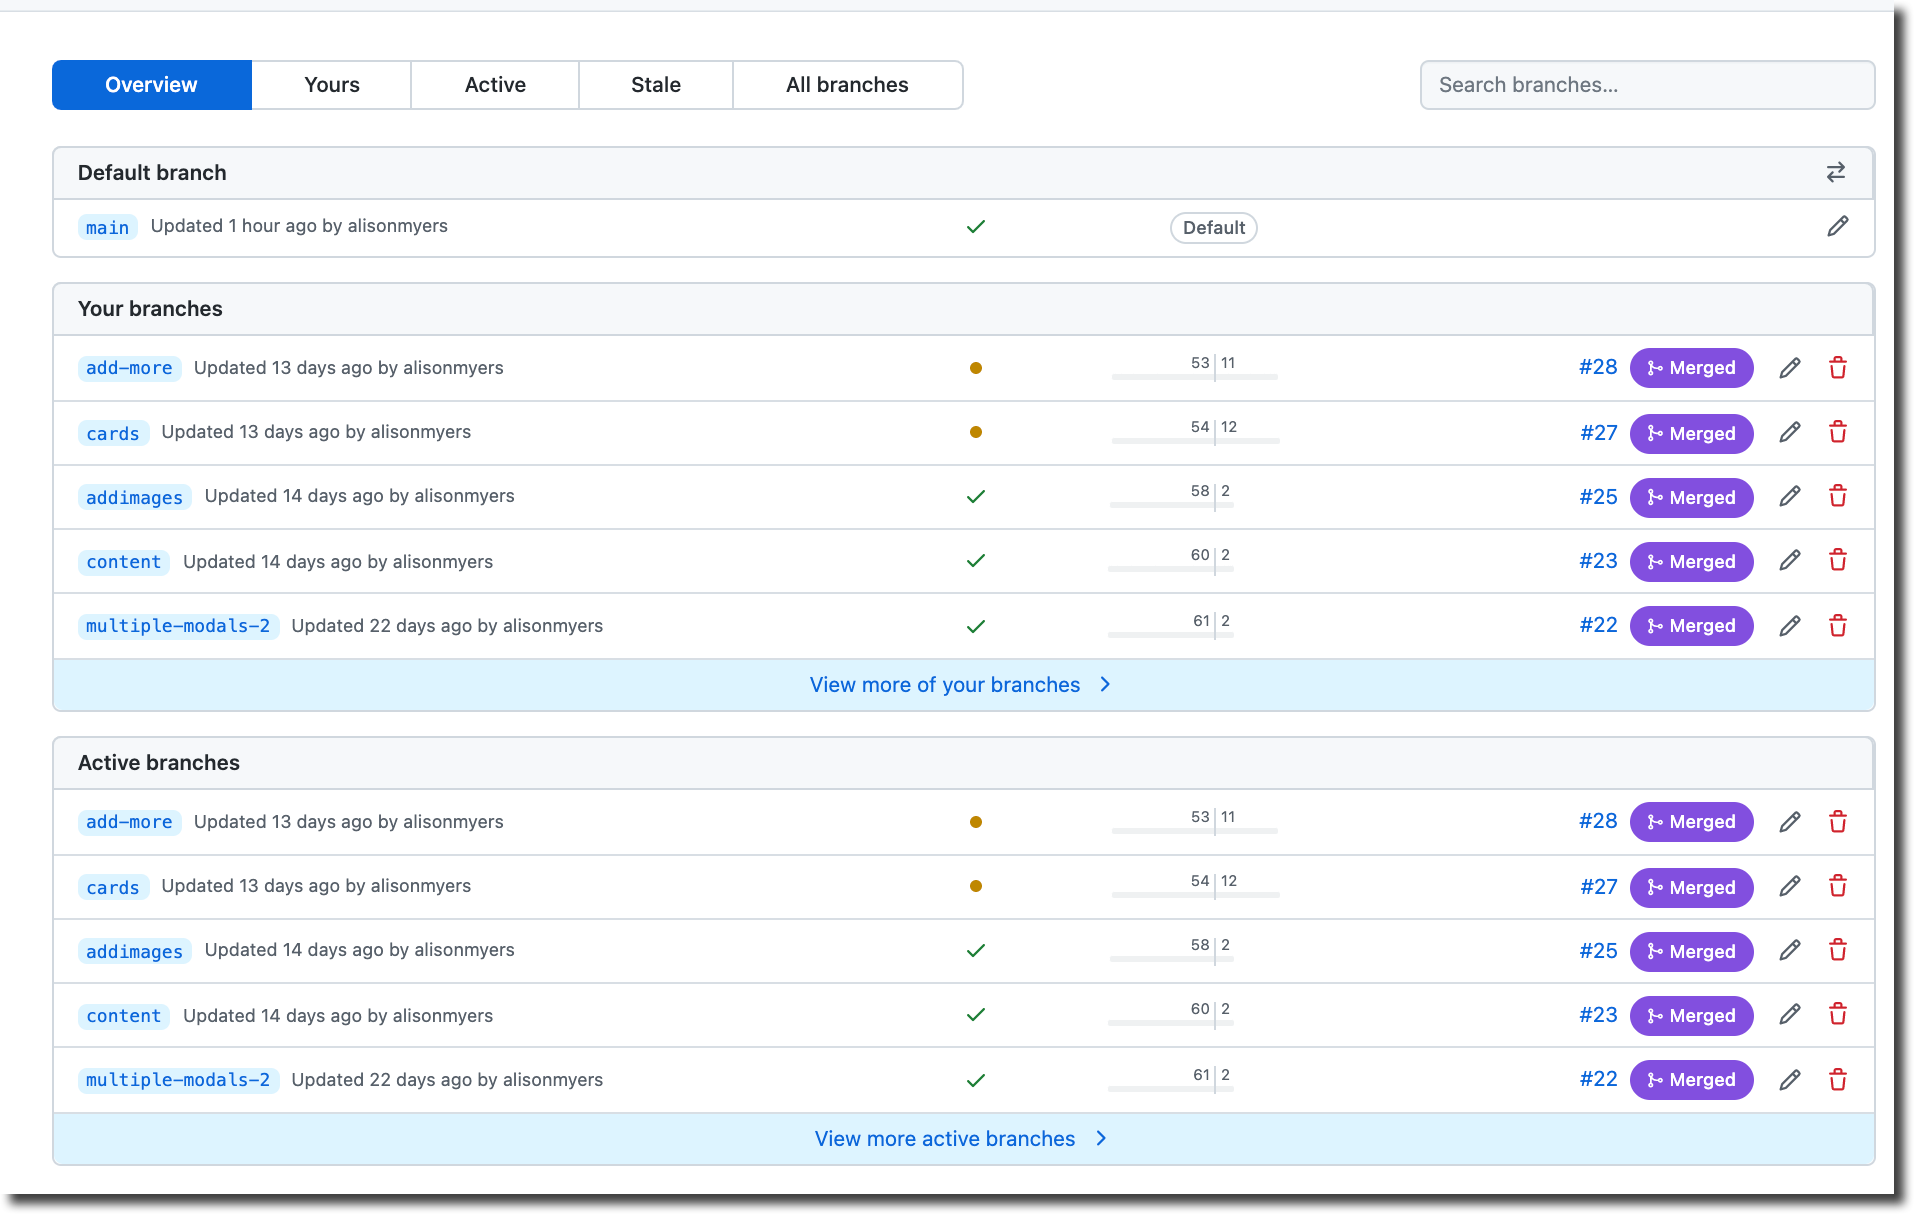 Overview Yours Active Stale All branches Search branches...
Default branch
main Updated 1 hour ago by alisonmyers Default
Your branches
add-more Updated 13 days ago by alisonmyers 53 11 #28 Merged
cards Updated 13 days ago by alisonmyers 54 12 #27 Merged
addimages Updated 14 days ago by alisonmyers 58 2 #25 Merged
content Updated 14 days ago by alisonmyers 60 2 #23 Merged
multiple-modals-2 Updated 22 days ago by alisonmyers 61 2 #22 Merged
View more of your branches
Active branches
add-more Updated 13 days ago by alisonmyers 53 11 #28 Merged
cards Updated 13 days ago by alisonmyers 54 12 #27 Merged
addimages Updated 14 days ago by alisonmyers 58 2 #25 Merged
content Updated 14 days ago by alisonmyers 60 2 #23 Merged
multiple-modals-2 Updated 22 days ago by alisonmyers 61 2 #22 Merged
View more active branches